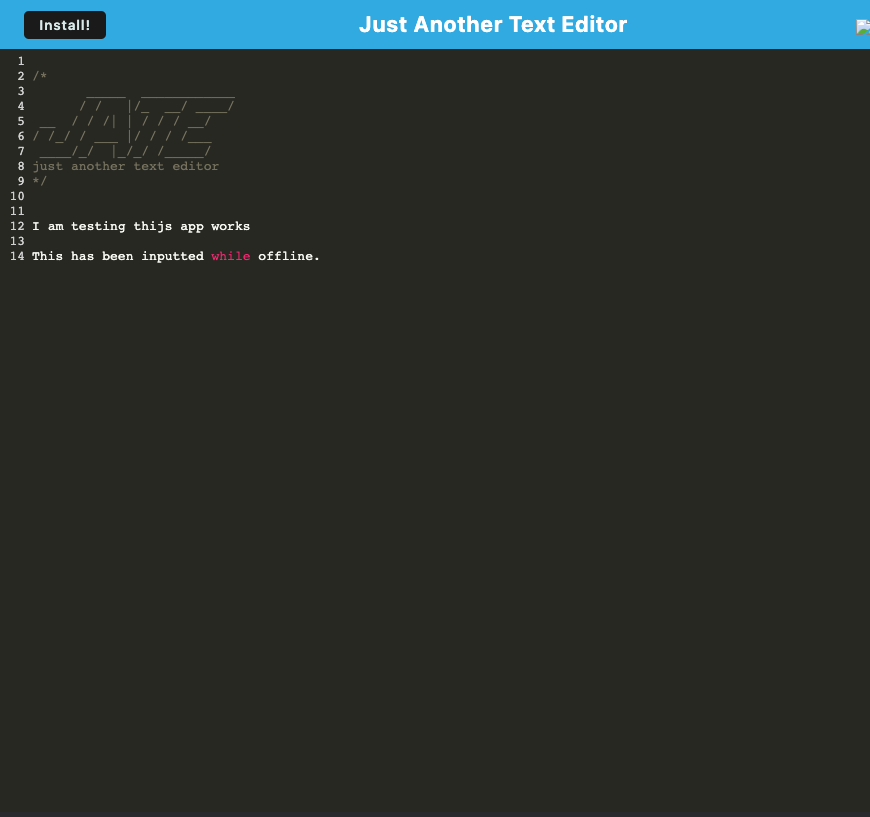 Install!
Just Another Text Editor
1
2 /*
3        _____  ____________
4       / /   |/_  __/ ____/
5  __  / / /| | / / / __/
6 / /_/ / ___ |/ / / /___
7  ____/_/  |_/_/ /_____/
8 just another text editor
9 */
10
11
12 I am testing thijs app works
13
14 This has been inputted while offline.